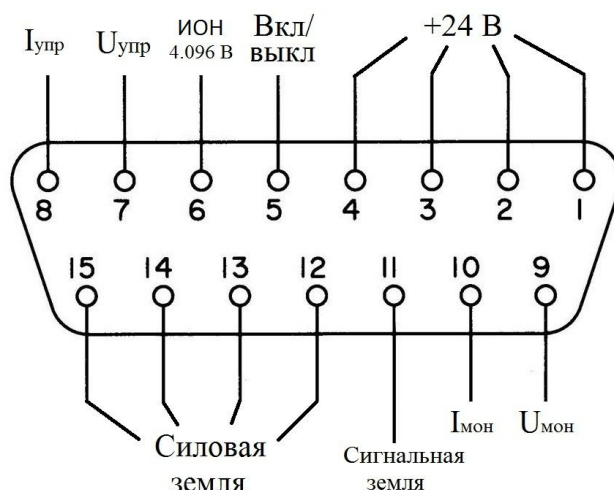 Iупр Uупр ИОН 4.096 В Вкл/выкл +24 В
8 7 6 5 4 3 2 1
15 14 13 12 11 10 9
Силовая земля Сигнальная земля Iмон Uмон